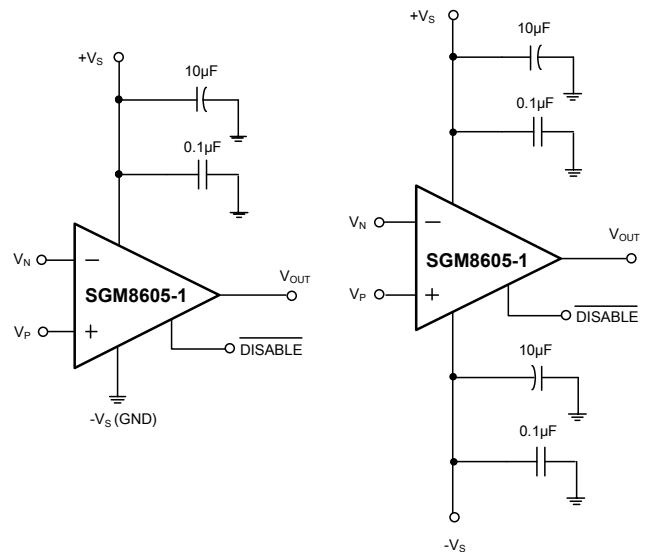 +VS
10µF
0.1µF
VN
−
SGM8605-1
VP
+
VOUT
DISABLE
-VS (GND)
+VS
10µF
0.1µF
VN
−
SGM8605-1
VP
+
VOUT
DISABLE
10µF
0.1µF
-VS